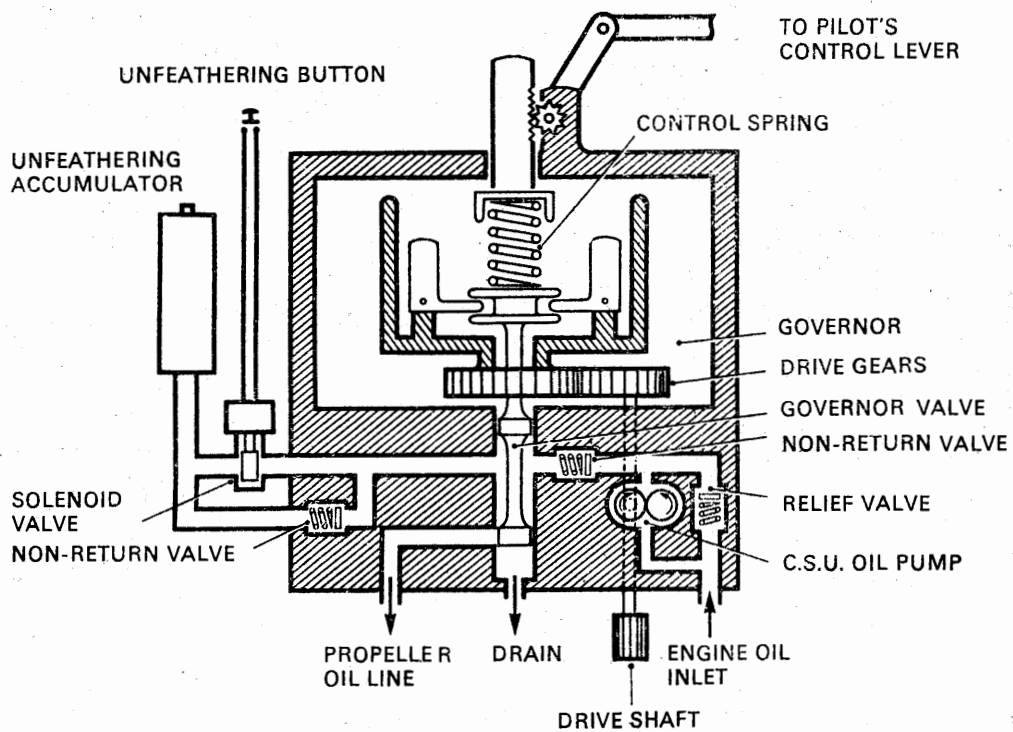 TO PILOT'S
CONTROL LEVER
UNFEATHERING BUTTON
CONTROL SPRING
UNFEATHERING
ACCUMULATOR
GOVERNOR
DRIVE GEARS
GOVERNOR VALVE
NON-RETURN VALVE
SOLENOID
VALVE
NON-RETURN VALVE
RELIEF VALVE
C.S.U. OIL PUMP
PROPELLER
OIL LINE
DRAIN
ENGINE OIL
INLET
DRIVE SHAFT